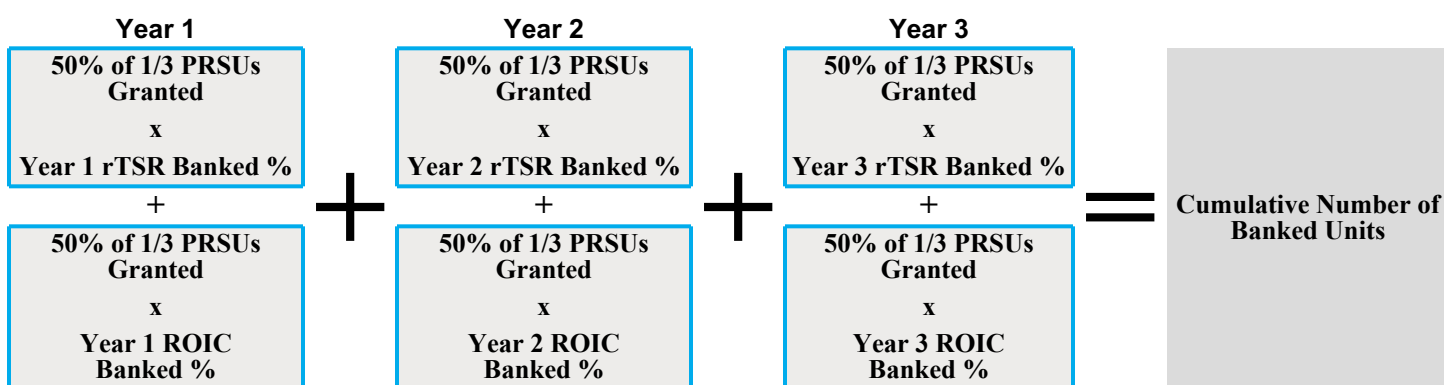 Year 1
50% of 1/3 PRSUs
Granted
x
Year 1 rTSR Banked %
+
50% of 1/3 PRSUs
Granted
x
Year 1 ROIC
Banked %
+
Year 2
50% of 1/3 PRSUs
Granted
x
Year 2 rTSR Banked %
+
50% of 1/3 PRSUs
Granted
x
Year 2 ROIC
Banked %
+
Year 3
50% of 1/3 PRSUs
Granted
x
Year 3 rTSR Banked %
+
50% of 1/3 PRSUs
Granted
x
Year 3 ROIC
Banked %
=
Cumulative Number of
Banked Units